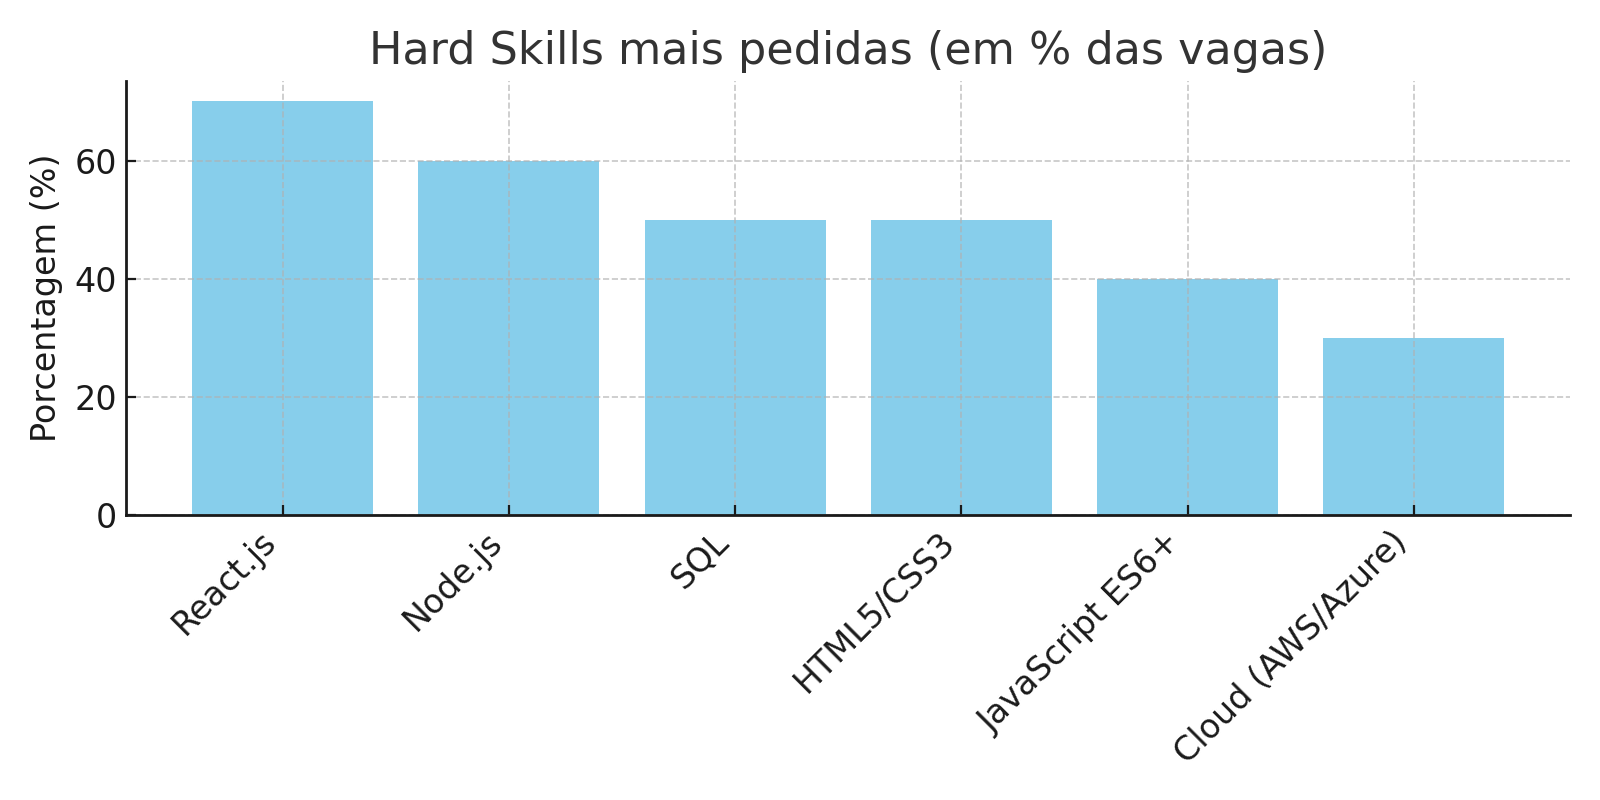 Hard Skills mais pedidas (em % das vagas)
Porcentagem (%)
60
40
20
0
React.js
Node.js
SQL
HTML5/CSS3
JavaScript ES6+
Cloud (AWS/Azure)